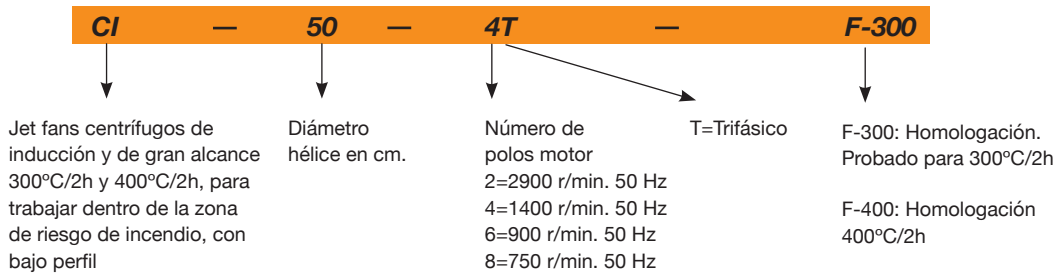 CI — 50 — 4T — F-300
Jet fans centrífugos de
inducción y de gran alcance
300ºC/2h y 400ºC/2h, para
trabajar dentro de la zona
de riesgo de incendio, con
bajo perfil
Diámetro
hélice en cm.
Número de
polos motor
2=2900 r/min. 50 Hz
4=1400 r/min. 50 Hz
6=900 r/min. 50 Hz
8=750 r/min. 50 Hz
T=Trifásico
F-300: Homologación.
Probado para 300ºC/2h
F-400: Homologación
400ºC/2h